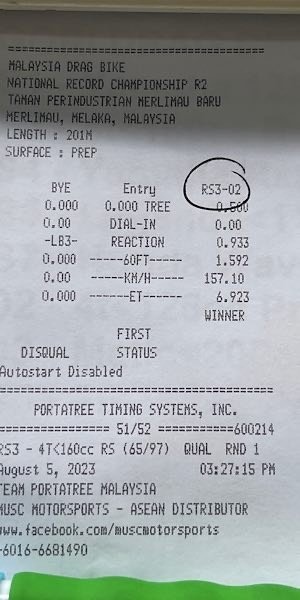 ========================================
MALAYSIA DRAG BIKE
NATIONAL RECORD CHAMPIONSHIP R2
TAMAN PERINDUSTRIAN MERLIMAU BARU
MERLIMAU, MELAKA, MALAYSIA
LENGTH : 201M
SURFACE : PREP
BYE Entry RS3-02
0.000 0.000 TREE 0.500
0.00 DIAL-IN 0.00
-LB3- REACTION 0.933
0.000 ------60FT------ 1.592
0.00 ------KM/H------ 157.10
0.000 -------ET------- 6.923
WINNER
FIRST
DISQUAL STATUS
Autostart Disabled
========================================
PORTATREE TIMING SYSTEMS, INC.
================= 51/52 ===========600214
RS3 - 4T<160cc RS (65/97) QUAL RND 1
August 5, 2023 03:27:15 PM
TEAM PORTATREE MALAYSIA
MUSC MOTORSPORTS - ASEAN DISTRIBUTOR
www.facebook.com/muscmotorsports
-6016-6681490